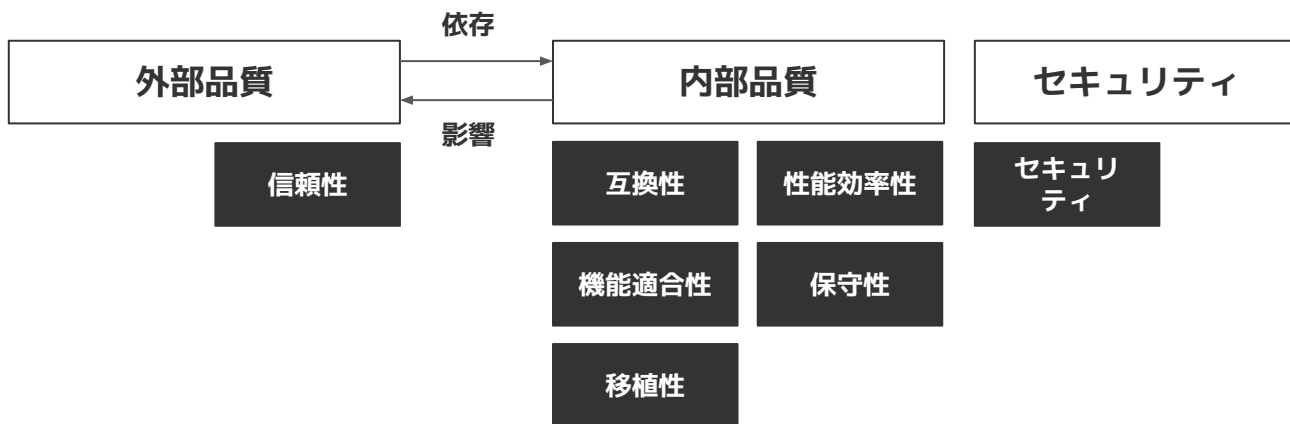 依存
外部品質
内部品質
セキュリティ
影響
信頼性
互換性
性能効率性
セキュリ
ティ
機能適合性
保守性
移植性